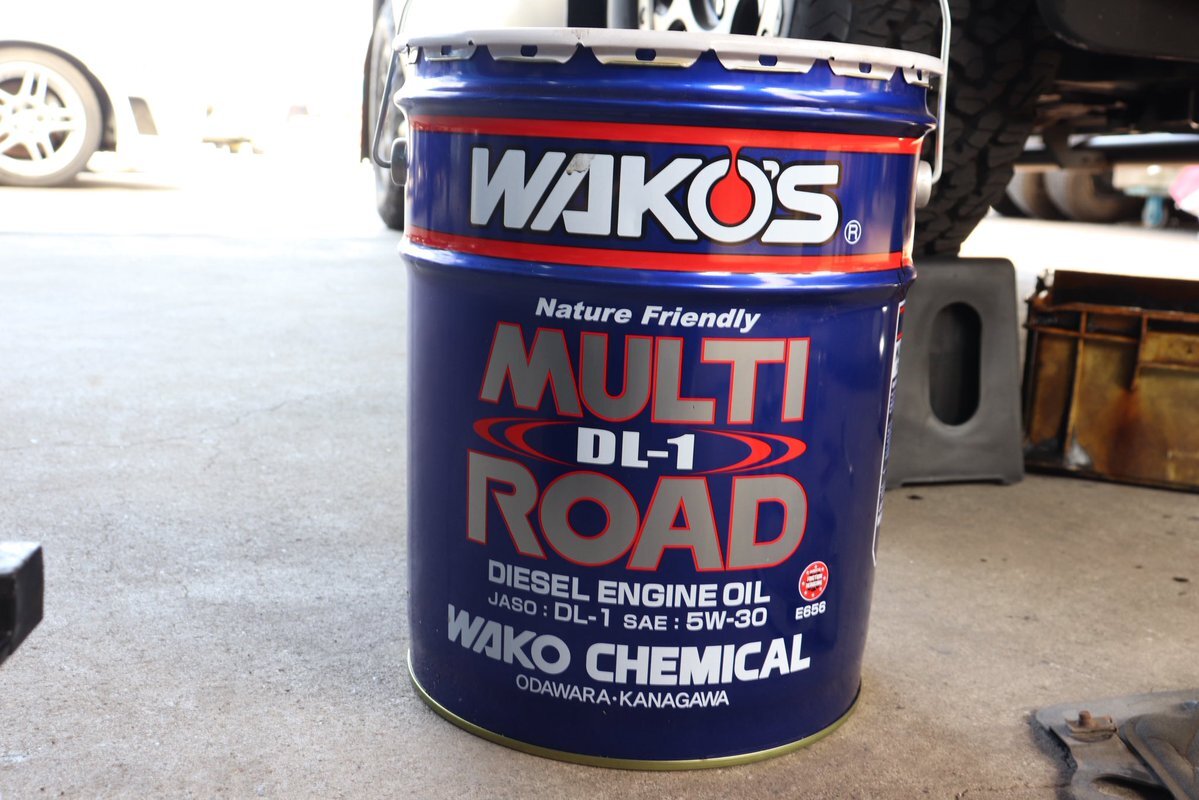 WAKO'S ®
Nature Friendly
MULTI
DL-1
ROAD
DIESEL ENGINE OIL
JASO : DL-1 SAE : 5W-30
E656
WAKO CHEMICAL
ODAWARA・KANAGAWA